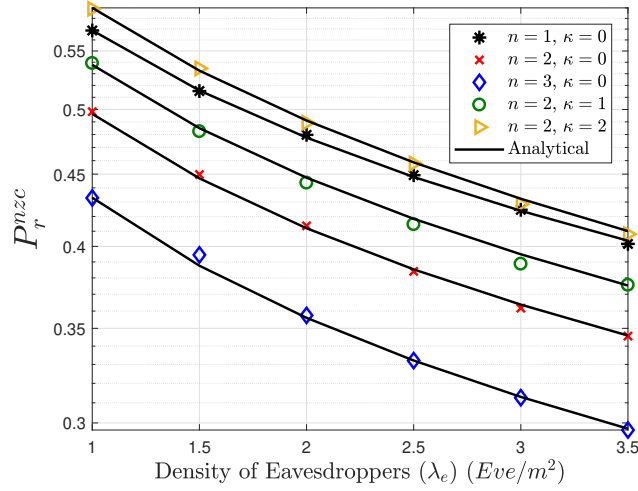 0.55
0.5
0.45
0.4
0.35
0.3
P_r^{nzc}
n = 1, κ = 0
n = 2, κ = 0
n = 3, κ = 0
n = 2, κ = 1
n = 2, κ = 2
Analytical
1 1.5 2 2.5 3 3.5
Density of Eavesdroppers (λ_e) (Eve/m²)